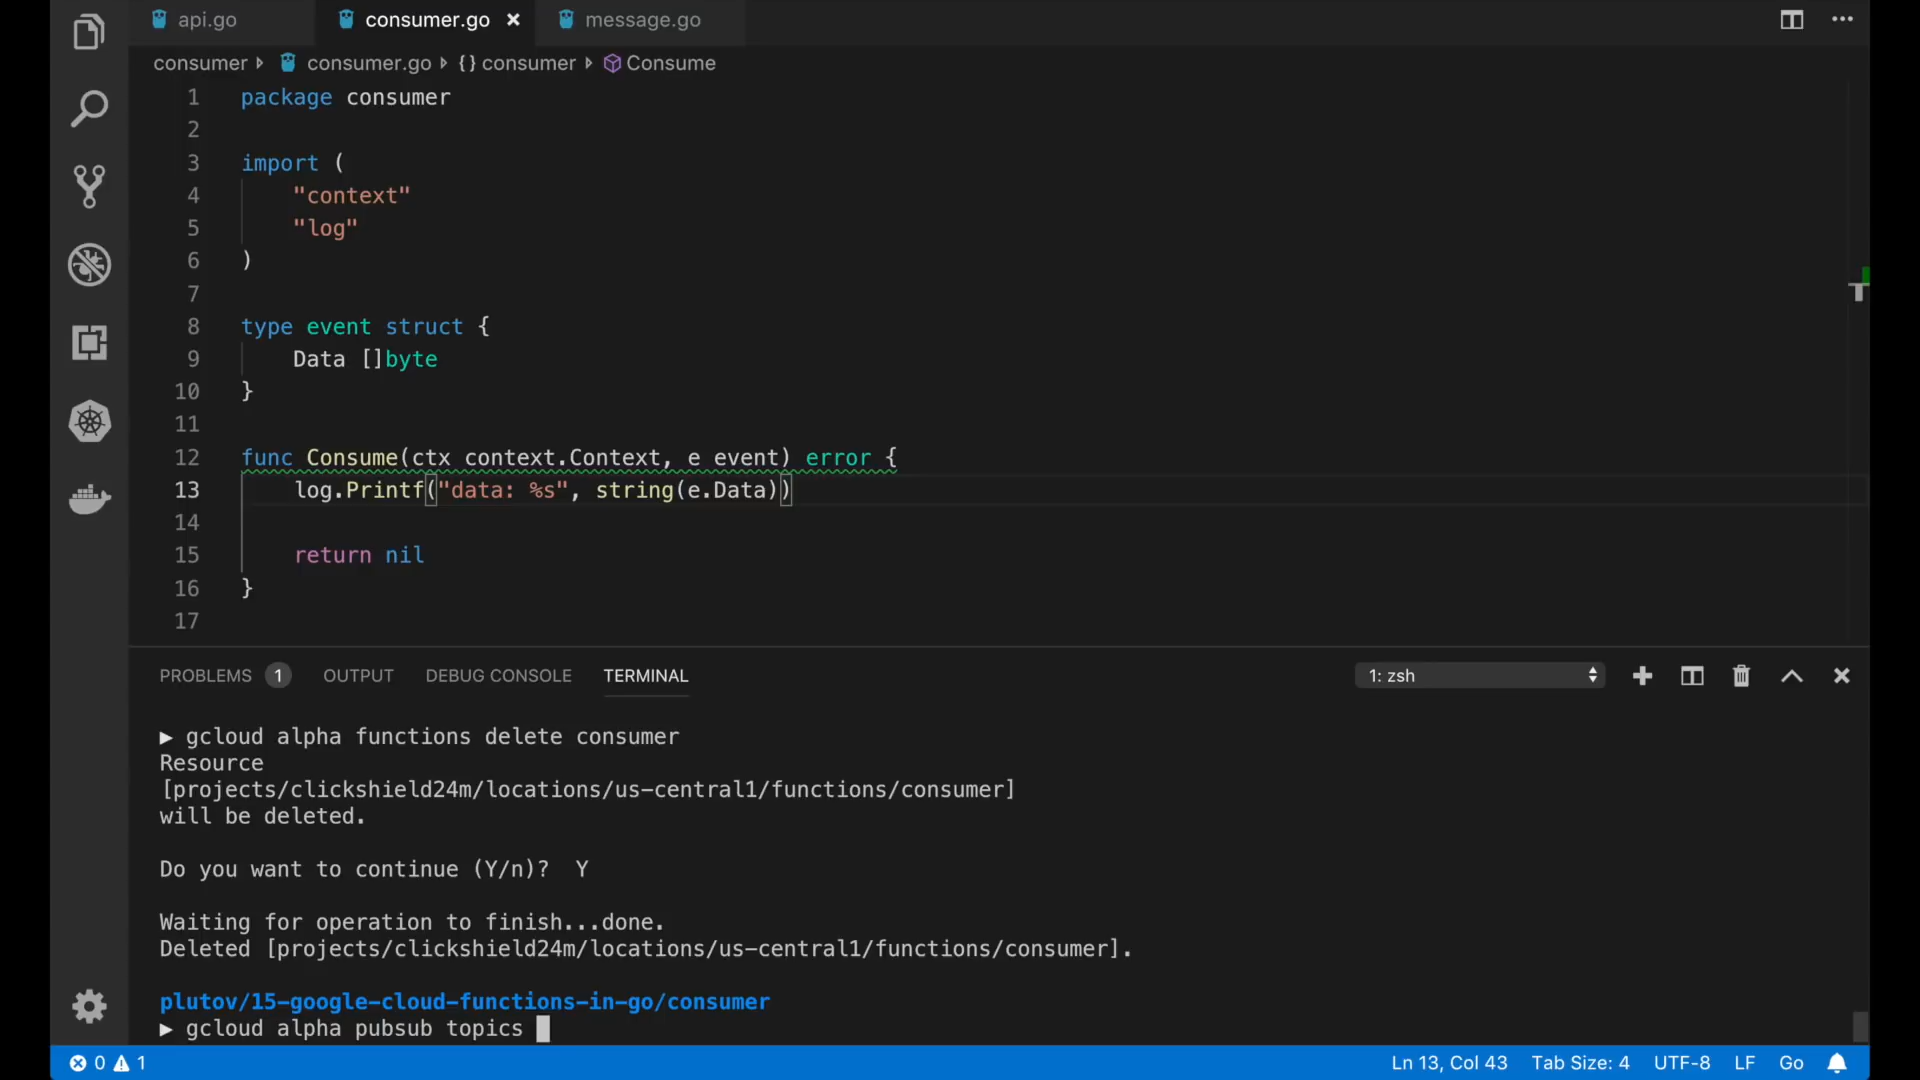 api.go consumer.go message.go
consumer consumer.go {} consumer Consume
1 package consumer
2
3 import (
4 "context"
5 "log"
6 )
7
8 type event struct {
9 Data []byte
10 }
11
12 func Consume(ctx context.Context, e event) error {
13 log.Printf("data: %s", string(e.Data))
14
15 return nil
16 }
17
PROBLEMS 1 OUTPUT DEBUG CONSOLE TERMINAL 1: zsh
▶ gcloud alpha functions delete consumer
Resource
[projects/clickshield24m/locations/us-central1/functions/consumer]
will be deleted.
Do you want to continue (Y/n)? Y
Waiting for operation to finish...done.
Deleted [projects/clickshield24m/locations/us-central1/functions/consumer].
plutov/15-google-cloud-functions-in-go/consumer
▶ gcloud alpha pubsub topics
0 1 Ln 13, Col 43 Tab Size: 4 UTF-8 LF Go